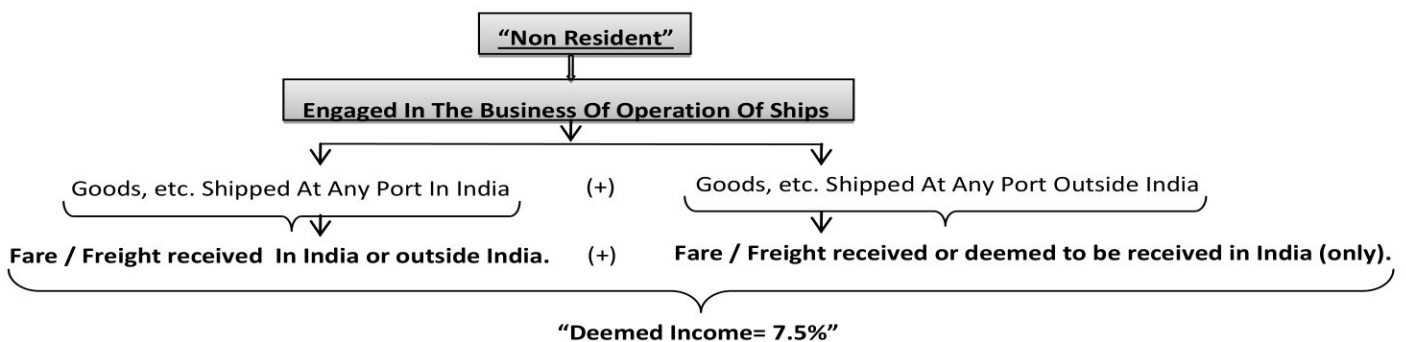 “Non Resident”
Engaged In The Business Of Operation Of Ships
Goods, etc. Shipped At Any Port In India (+) Goods, etc. Shipped At Any Port Outside India
Fare / Freight received In India or outside India. (+) Fare / Freight received or deemed to be received in India (only).
“Deemed Income= 7.5%”